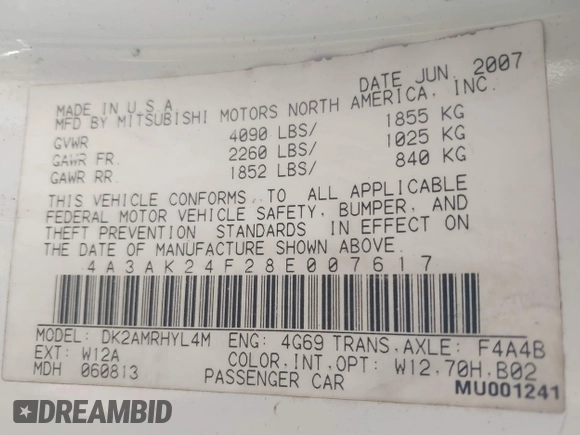 MADE IN U.S.A. DATE JUN. 2007
MFD BY MITSUBISHI MOTORS NORTH AMERICA, INC.
GVWR 4090 LBS/ 1855 KG
GAWR FR. 2260 LBS/ 1025 KG
GAWR RR. 1852 LBS/ 840 KG
THIS VEHICLE CONFORMS TO ALL APPLICABLE
FEDERAL MOTOR VEHICLE SAFETY, BUMPER, AND
THEFT PREVENTION STANDARDS IN EFFECT ON
THE DATE OF MANUFACTURE SHOWN ABOVE.
4A3AK24F28E007617
MODEL: DK2AMRHYL4M ENG: 4G69 TRANS,AXLE: F4A4B
EXT: W12A COLOR,INT,OPT: W12,70H,B02
MDH 060813 PASSENGER CAR MU001241
DREAMBID